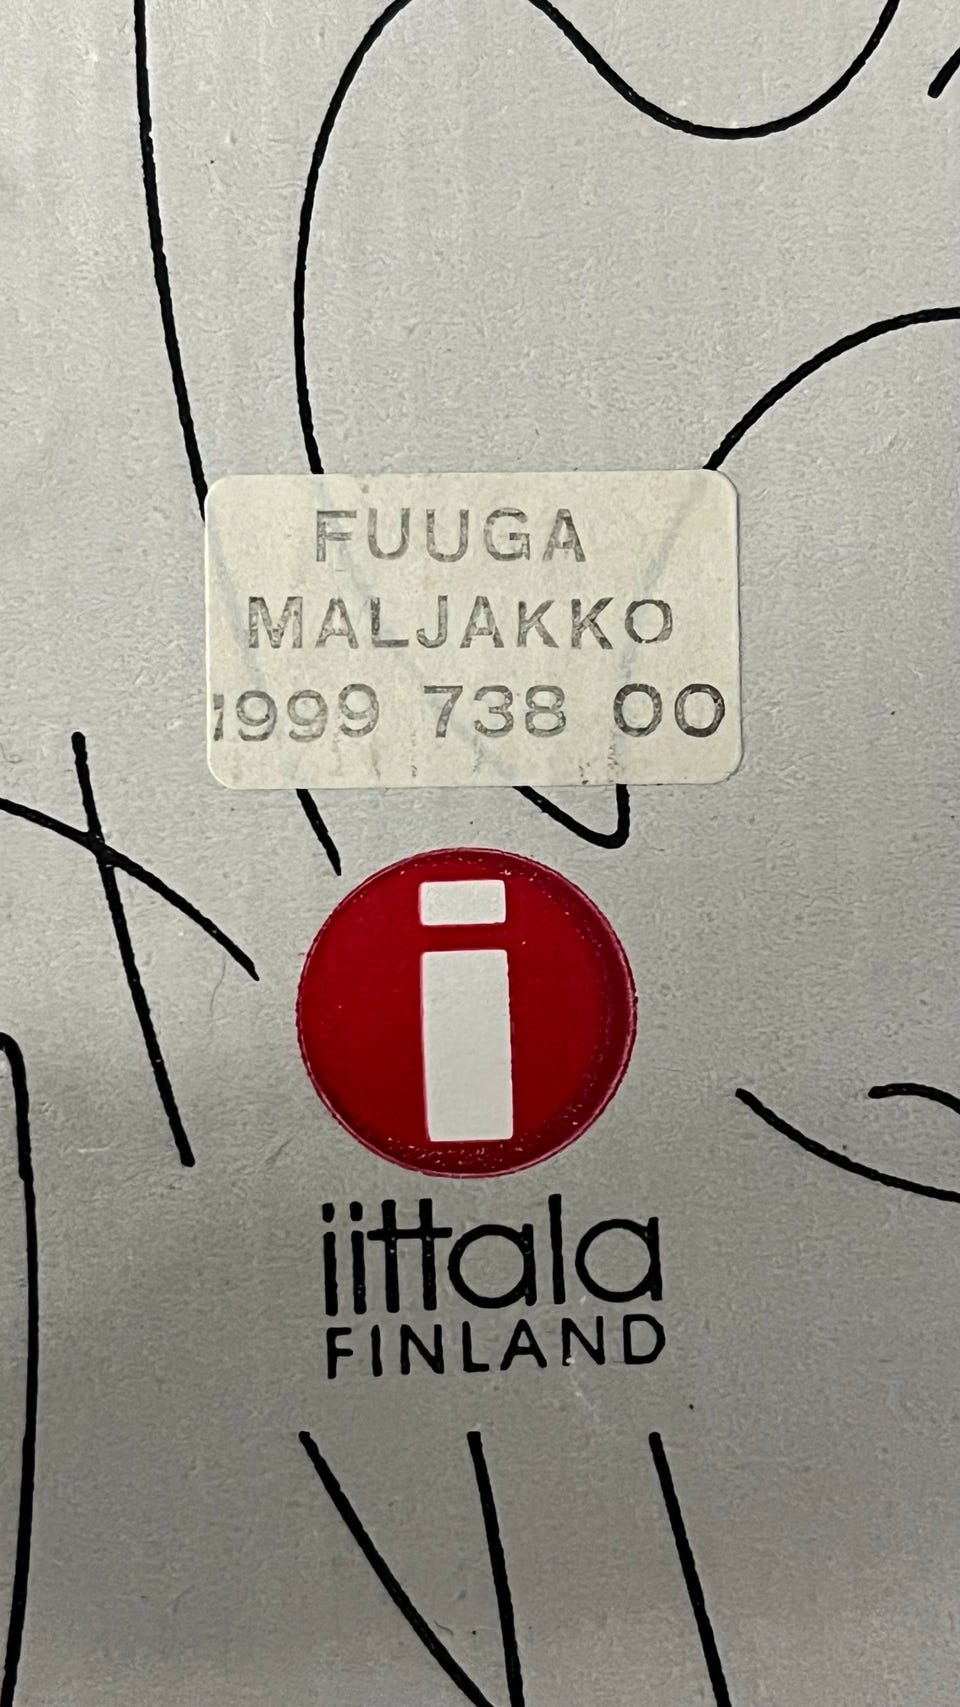 FUUGA
MALJAKKO
1999 738 00
i
iittala
FINLAND